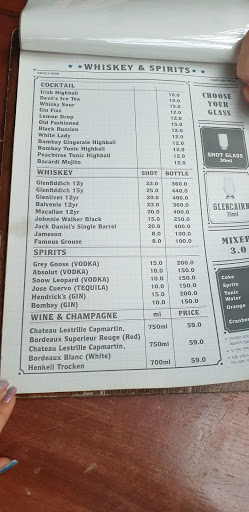 WHISKEY & SPIRITS
COCKTAIL
Irish Highball 12.0
Devil's Ice Tea 15.0
Whisky Sour 15.0
Gin Fizz 12.0
Lemon Drop 12.0
Old Fashioned 15.0
Black Russian 12.0
White Lady 12.0
Bombay Gingerale Highball 12.0
Bombay Tonic Highball 12.0
Peachtree Tonic Highball 12.0
Bacardi Mojito 12.0
WHISKEY SHOT BOTTLE
Glenfiddich 12yr 23.0 360.0
Glenfiddich 15yr 25.0 440.0
Glenlivet 12yr 20.0 400.0
Balvenie 12yr 23.0 360.0
Macallan 12yr 20.0 400.0
Johnnie Walker Black 15.0 250.0
Jack Daniel's Single Barrel 20.0 400.0
Jameson 8.0 100.0
Famous Grouse 8.0 100.0
SPIRITS
Grey Goose (VODKA) 15.0 200.0
Absolut (VODKA) 10.0 150.0
Snow Leopard (VODKA) 10.0 150.0
Jose Cuervo (TEQUILA) 10.0 150.0
Hendrick's (GIN) 15.0 200.0
Bombay (GIN) 10.0 150.0
WINE & CHAMPAGNE ml PRICE
Chateau Lestrille Capmartin, 750ml 59.0
Bordeaux Superieur Rouge (Red)
Chateau Lestrille Capmartin, 750ml 59.0
Bordeaux Blanc (White)
Henkell Trocken 700ml 59.0
CHOOSE
YOUR
GLASS
SHOT GLASS
30ml
GLENCAIRN
MIXER
3.0
Coke
Sprite
Tonic
Water
Orange
Cranberry